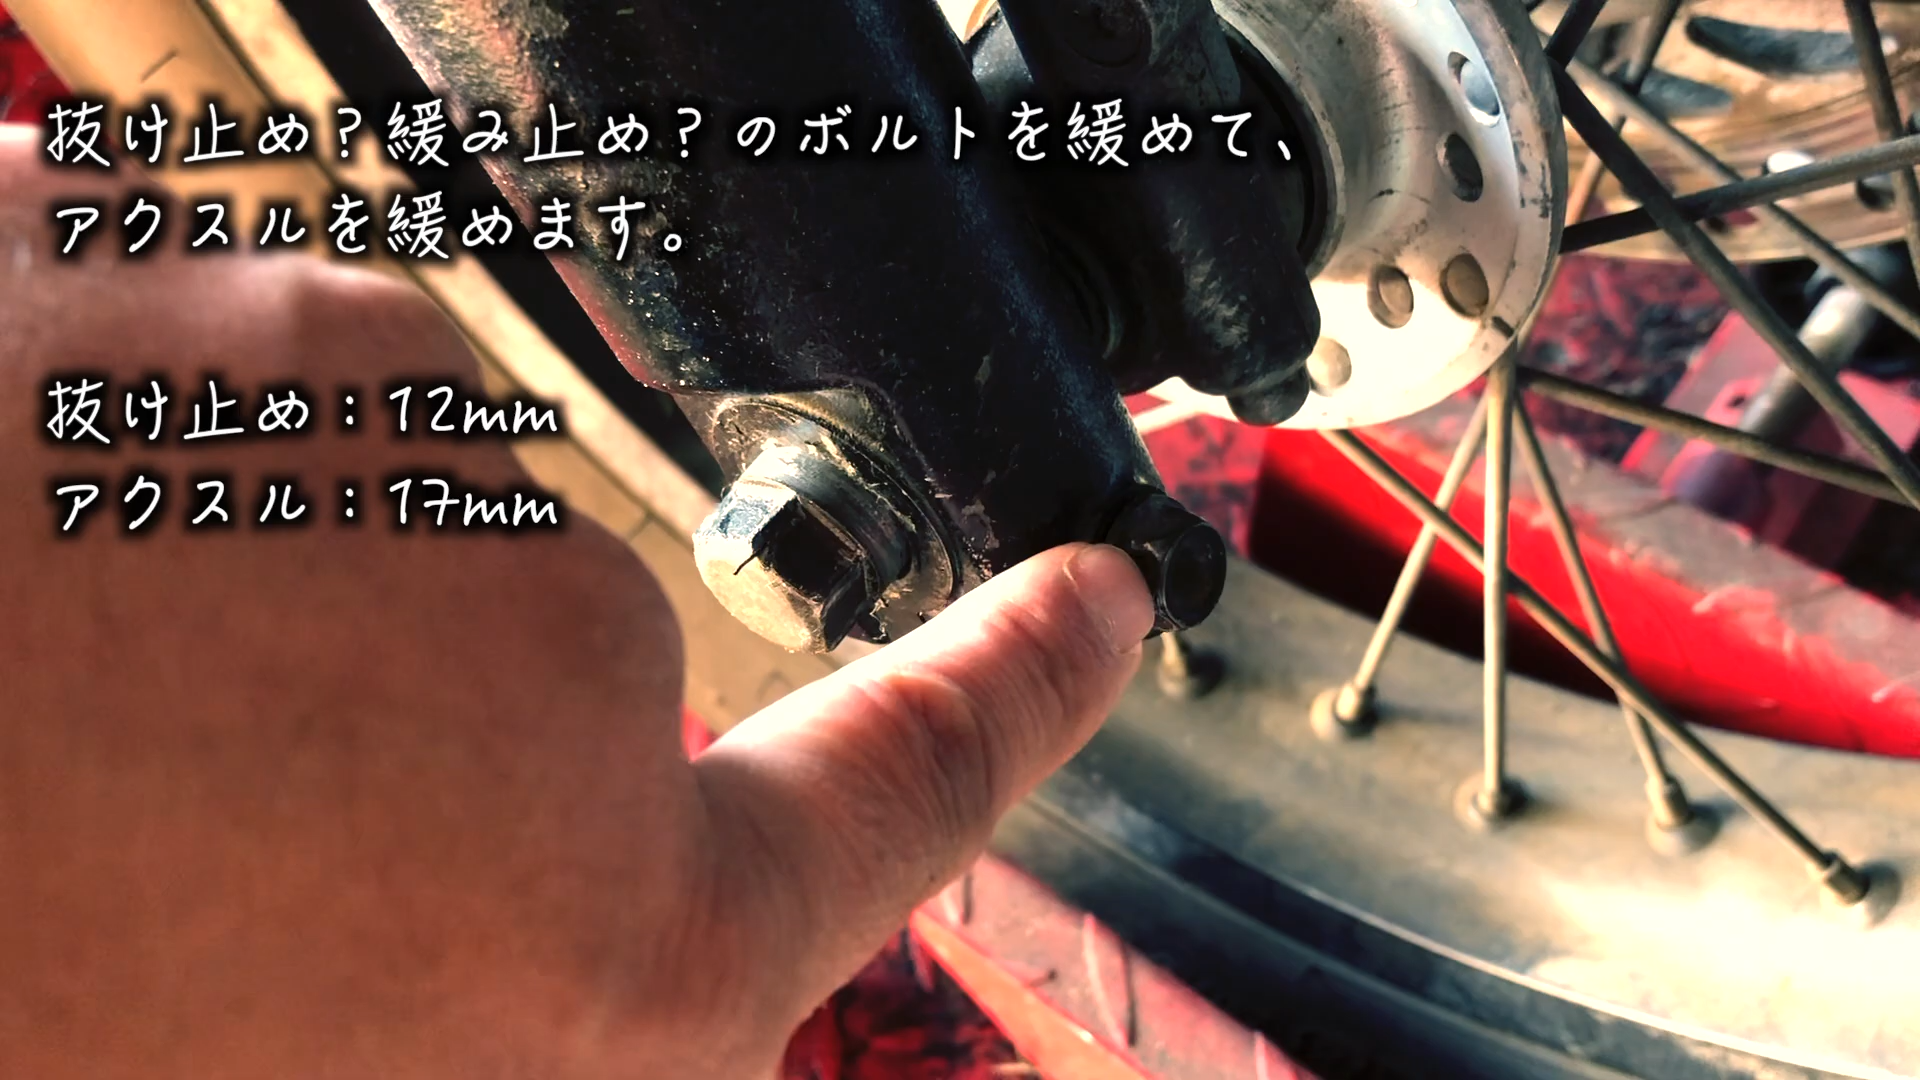 抜け止め？緩み止め？のボルトを緩めて、
アクスルを緩めます。
抜け止め：12mm
アクスル：17mm